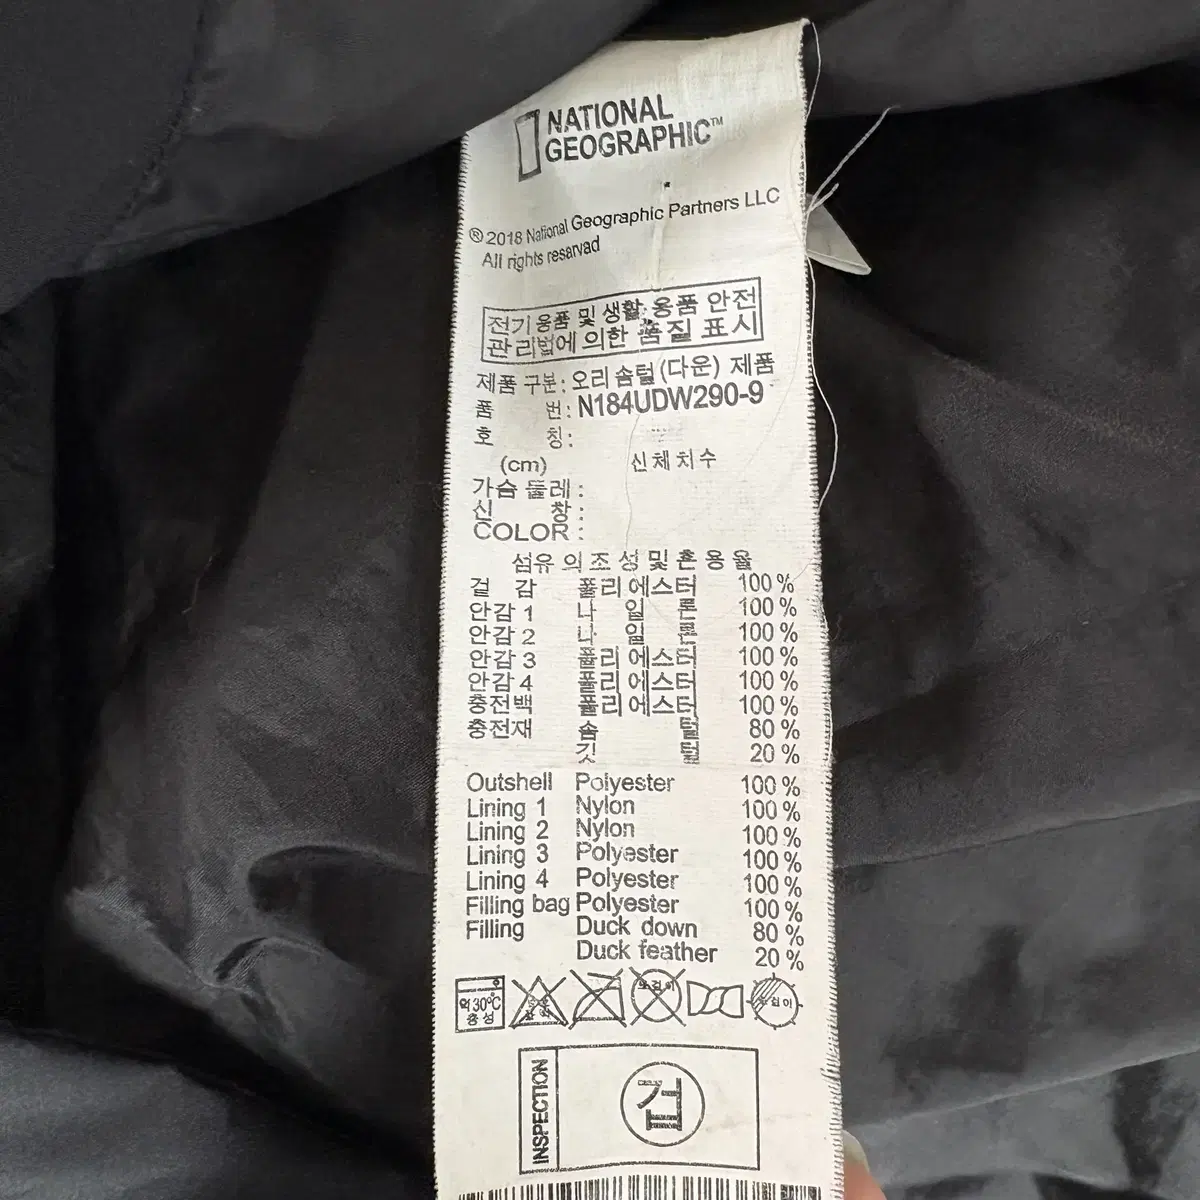 NATIONAL
GEOGRAPHIC™
® 2018 National Geographic Partners LLC
All rights resarvad
전기용품 및 생활 용품 안전
관리법에 의한 품질 표시
제품 구분: 오리 솜털(다운) 제품
품 번: N184UDW290-9
호 칭:
(cm) 신체치수
가슴 둘레 :
신 장 :
COLOR :
섬유의조성및혼용율
겉 감 폴리에스터 100 %
안감 1 나 일 론 100 %
안감 2 나 일 론 100 %
안감 3 폴리에스터 100 %
안감 4 폴리에스터 100 %
충전백 폴리에스터 100 %
충전재 솜 털 80 %
깃 털 20 %
Outshell Polyester 100 %
Lining 1 Nylon 100 %
Lining 2 Nylon 100 %
Lining 3 Polyester 100 %
Lining 4 Polyester 100 %
Filling bag Polyester 100 %
Filling Duck down 80 %
Duck feather 20 %
약 30℃
중성
옷걸이
INSPECTION
검